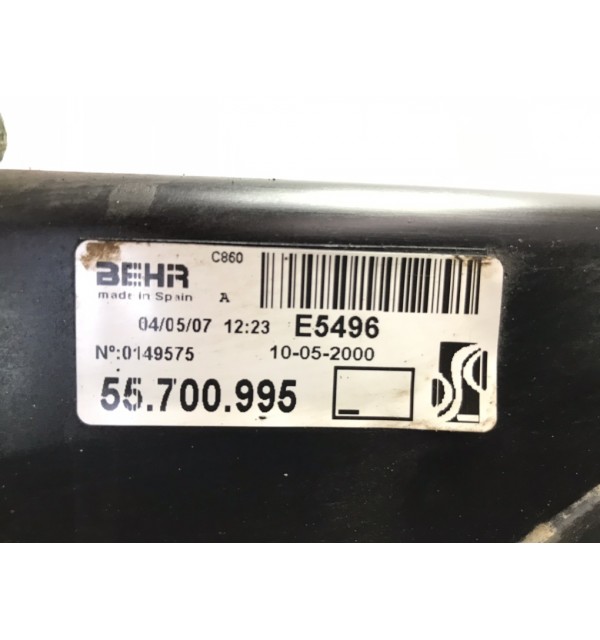 C860
BEHR
made in Spain A
04/05/07 12:23 E5496
Nº:0149575 10-05-2000
55.700.995